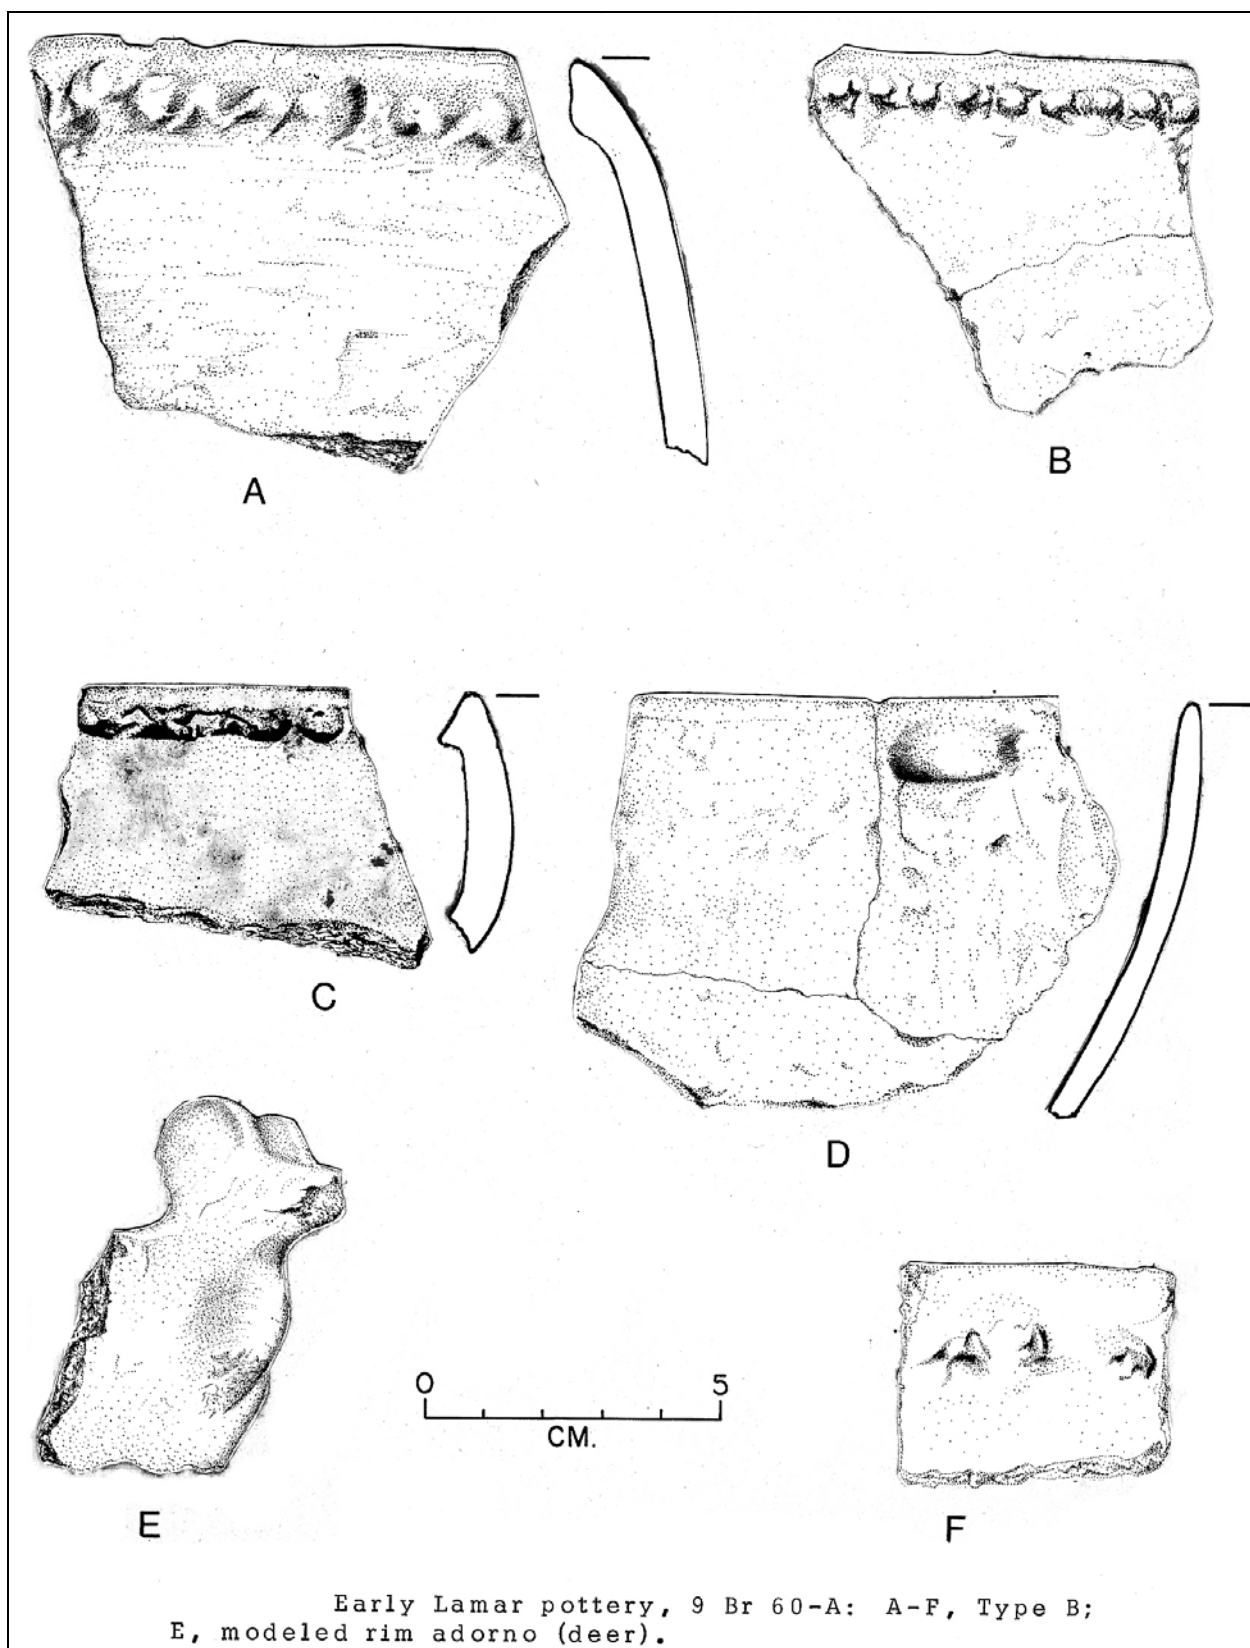 A
B
C
D
0 5
CM.
E
F
Early Lamar pottery, 9 Br 60-A: A-F, Type B;
E, modeled rim adorno (deer).